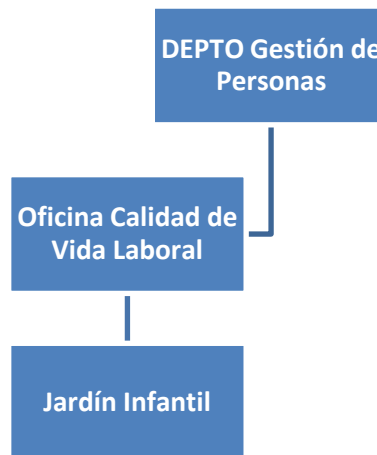 DEPTO Gestión de
Personas
Oficina Calidad de
Vida Laboral
Jardín Infantil